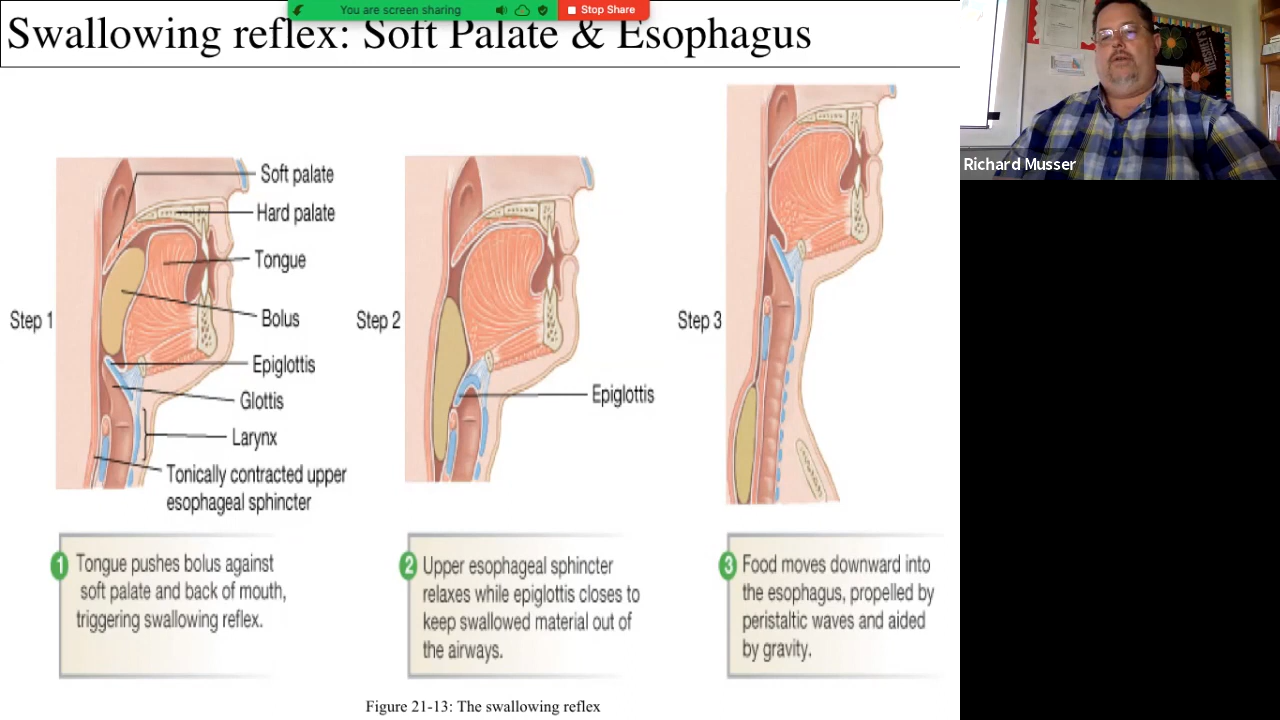 You are screen sharing
Stop Share
Swallowing reflex: Soft Palate & Esophagus
Richard Musser
Step 1
Soft palate
Hard palate
Tongue
Bolus
Epiglottis
Glottis
Larynx
Tonically contracted upper
esophageal sphincter
Step 2
Epiglottis
Step 3
1 Tongue pushes bolus against
soft palate and back of mouth,
triggering swallowing reflex.
2 Upper esophageal sphincter
relaxes while epiglottis closes to
keep swallowed material out of
the airways.
3 Food moves downward into
the esophagus, propelled by
peristaltic waves and aided
by gravity.
Figure 21-13: The swallowing reflex